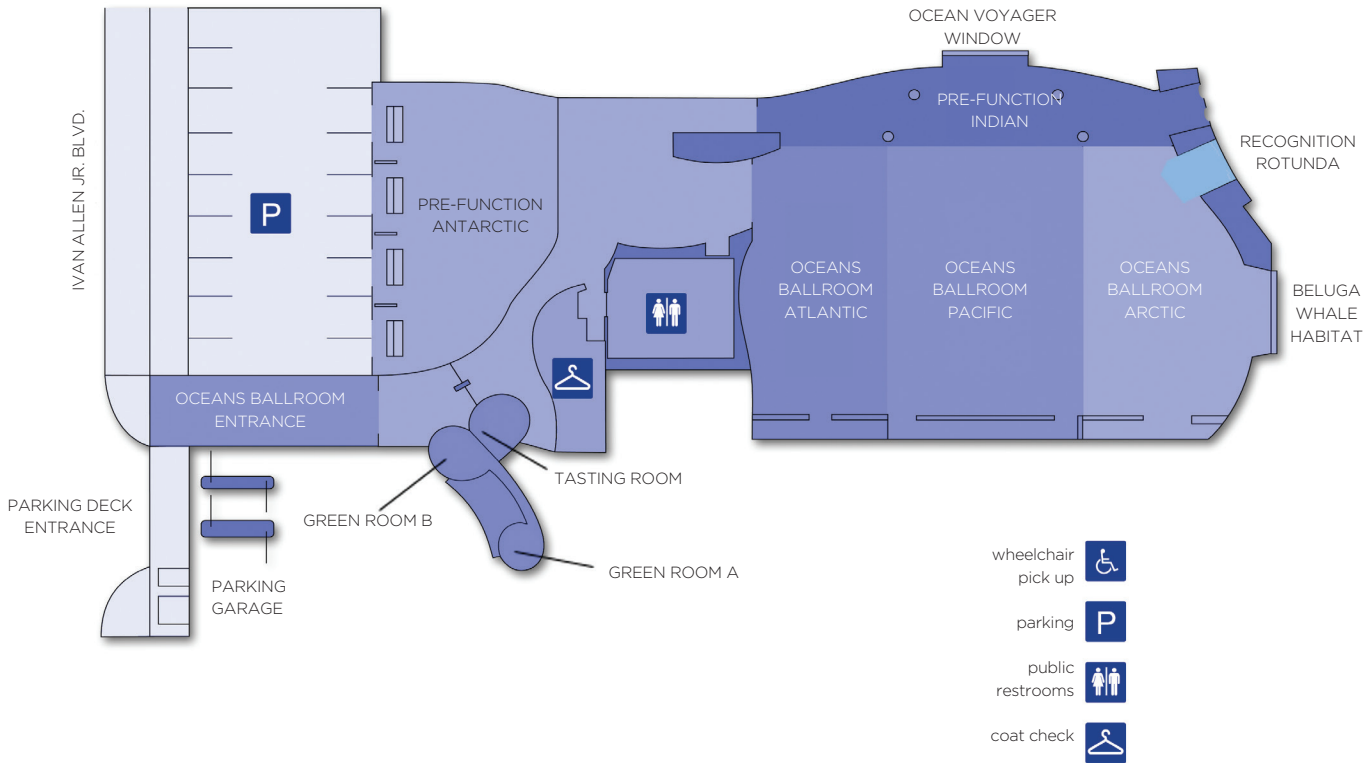 OCEAN VOYAGER
WINDOW
PRE-FUNCTION
INDIAN
IVAN ALLEN JR. BLVD.
P
PRE-FUNCTION
ANTARCTIC
RECOGNITION
ROTUNDA
OCEANS
BALLROOM
ATLANTIC
OCEANS
BALLROOM
PACIFIC
OCEANS
BALLROOM
ARCTIC
BELUGA
WHALE
HABITAT
OCEANS BALLROOM
ENTRANCE
TASTING ROOM
PARKING DECK
ENTRANCE
GREEN ROOM B
GREEN ROOM A
PARKING
GARAGE
wheelchair
pick up
parking
P
public
restrooms
coat check